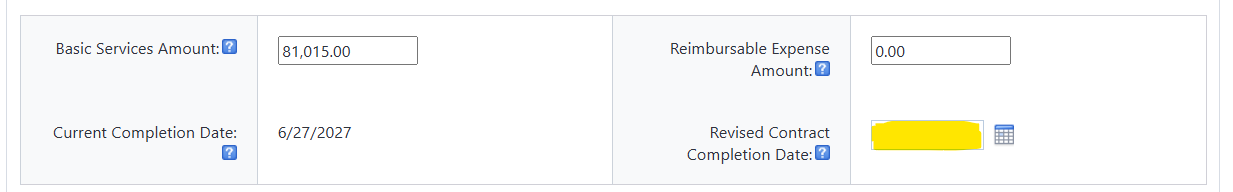 Basic Services Amount: ?
81,015.00
Reimbursable Expense
Amount: ?
0.00
Current Completion Date:
?
6/27/2027
Revised Contract
Completion Date: ?